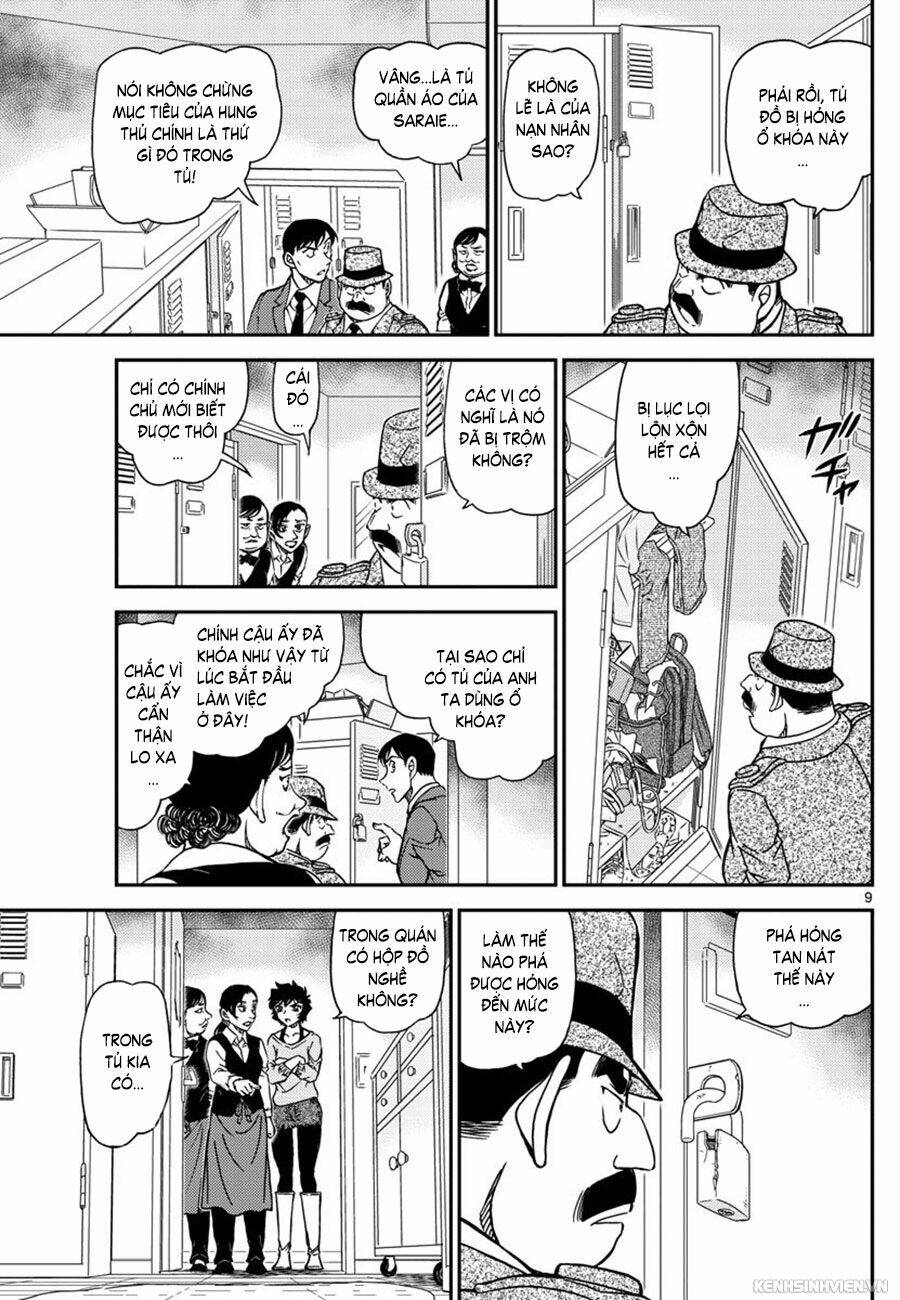 PHẢI RỒI, TỦ
ĐỒ BỊ HỎNG
Ổ KHÓA NÀY
...
KHÔNG
LẼ LÀ CỦA
NẠN NHÂN
SAO?
VÂNG...LÀ TỦ
QUẦN ÁO CỦA
SARAIE...
NÓI KHÔNG CHỪNG
MỤC TIÊU CỦA HUNG
THỦ CHÍNH LÀ THỨ
GÌ ĐÓ TRONG
TỦ!
ガチャ
BỊ LỤC LỌI
LỘN XỘN
HẾT CẢ
...
CÁC VỊ CÓ
NGHĨ LÀ NÓ
ĐÃ BỊ TRỘM
KHÔNG?
CÁI
ĐÓ
...
CHỈ CÓ CHÍNH
CHỦ MỚI BIẾT
ĐƯỢC THÔI
...
TẠI SAO CHỈ
CÓ TỦ CỦA ANH
TA DÙNG Ổ
KHÓA?
CHÍNH CẬU ẤY ĐÃ
KHÓA NHƯ VẬY TỪ
LÚC BẮT ĐẦU
LÀM VIỆC
Ở ĐÂY!
CHẮC VÌ
CẬU ẤY
CẨN
THẬN
LO XA
...
9
PHÁ HỎNG
TAN NÁT
THẾ NÀY
...
LÀM THẾ
NÀO PHÁ
ĐƯỢC HỎNG
ĐẾN MỨC
NÀY?
TRONG QUÁN
CÓ HỘP ĐỒ
NGHỀ
KHÔNG?
TRONG
TỦ KIA
CÓ...
KENHSINHVIEN.VN